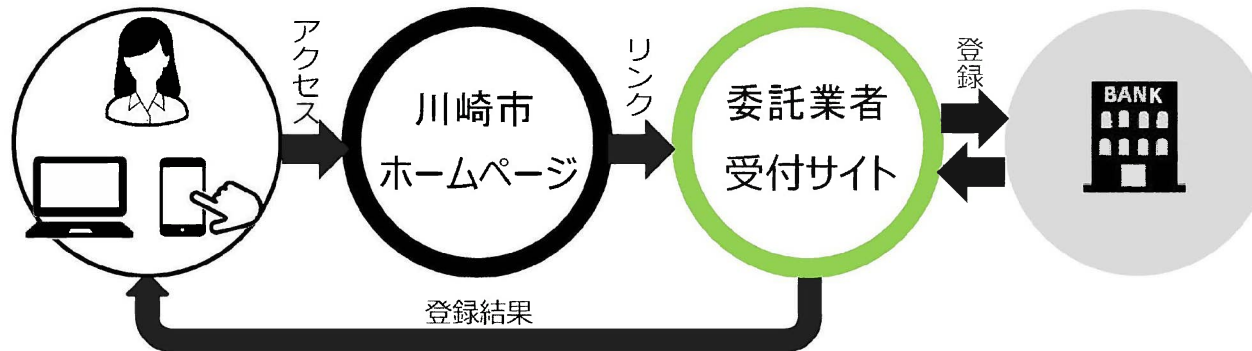 アクセス
川崎市
ホームページ
リンク
委託業者
受付サイト
登録
BANK
登録結果